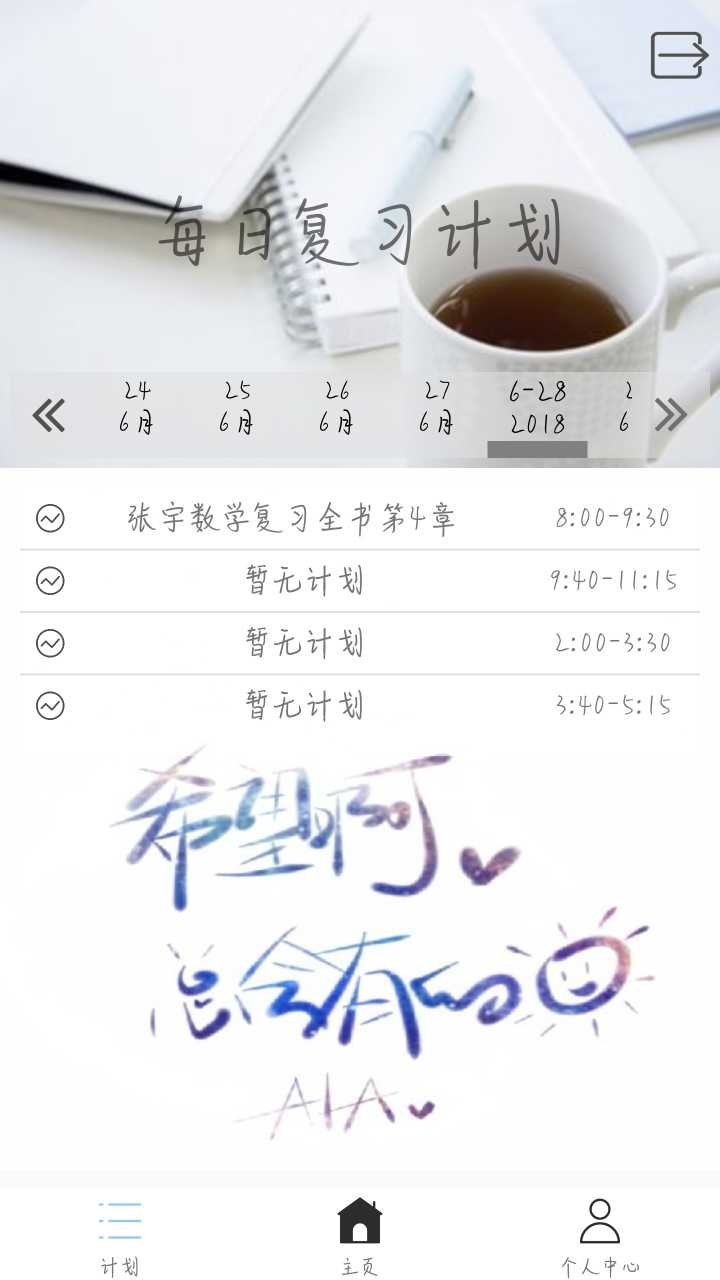 每日复习计划
24 25 26 27 6-28 2
6月 6月 6月 6月 2018 6
张宇数学复习全书第4章 8:00-9:30
暂无计划 9:40-11:15
暂无计划 2:00-3:30
暂无计划 3:40-5:15
希望啊
总会有的
AIA
计划 主页 个人中心